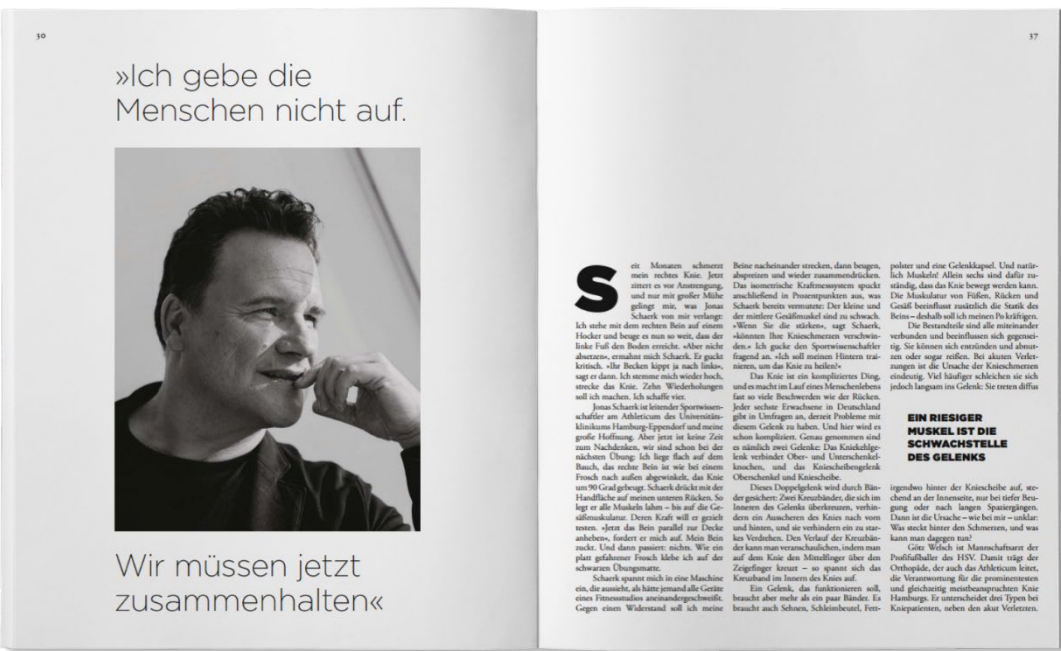 30
»Ich gebe die
Menschen nicht auf.
Wir müssen jetzt
zusammenhalten«
37
Seit Monaten schmerzt
mein rechtes Knie. Jetzt
zittert es vor Anstrengung,
und nur mit großer Mühe
gelingt mir, was Jonas
Schaerk von mir verlangt:
Ich stehe mit dem rechten Bein auf einem
Hocker und beuge es nun so weit, dass der
linke Fuß den Boden erreicht. »Aber nicht
absetzen«, ermahnt mich Schaerk. Er guckt
kritisch. »Ihr Becken kippt ja nach links«,
sagt er dann. Ich stemme mich wieder hoch,
strecke das Knie. Zehn Wiederholungen
soll ich machen. Ich schaffe vier.
Jonas Schaerk ist leitender Sportwissen-
schaftler am Athleticum des Universitäts-
klinikums Hamburg-Eppendorf und meine
große Hoffnung. Aber jetzt ist keine Zeit
zum Nachdenken, wir sind schon bei der
nächsten Übung: Ich liege flach auf dem
Bauch, das rechte Bein ist wie bei einem
Frosch nach außen abgewinkelt, das Knie
um 90 Grad gebeugt. Schaerk drückt mit der
Handfläche auf meinen unteren Rücken. So
legt er alle Muskeln lahm – bis auf die Ge-
säßmuskulatur. Deren Kraft will er gezielt
testen. »Jetzt das Bein parallel zur Decke
anheben«, fordert er mich auf. Mein Bein
zuckt. Und dann passiert: nichts. Wie ein
platt gefahrener Frosch klebe ich auf der
schwarzen Übungsmatte.
Schaerk spannt mich in eine Maschine
ein, die aussieht, als hätte jemand alle Geräte
eines Fitnessstudios aneinandergeschweißt.
Gegen einen Widerstand soll ich meine
Beine nacheinander strecken, dann beugen,
abspreizen und wieder zusammendrücken.
Das isometrische Kraftmesssystem spuckt
anschließend in Prozentpunkten aus, was
Schaerk bereits vermutete: Der kleine und
der mittlere Gesäßmuskel sind zu schwach.
»Wenn Sie die stärken«, sagt Schaerk,
»könnten Ihre Knieschmerzen verschwin-
den.« Ich gucke den Sportwissenschaftler
fragend an. »Ich soll meinen Hintern trai-
nieren, um das Knie zu heilen?«
Das Knie ist ein kompliziertes Ding,
und es macht im Lauf eines Menschenlebens
fast so viele Beschwerden wie der Rücken.
Jeder sechste Erwachsene in Deutschland
gibt in Umfragen an, derzeit Probleme mit
diesem Gelenk zu haben. Und hier wird es
schon kompliziert. Genau genommen sind
es nämlich zwei Gelenke: Das Kniekehlge-
lenk verbindet Ober- und Unterschenkel-
knochen, und das Kniescheibengelenk
Oberschenkel und Kniescheibe.
Dieses Doppelgelenk wird durch Bän-
der gesichert: Zwei Kreuzbänder, die sich im
Inneren des Gelenks überkreuzen, verhin-
dern ein Ausscheren des Knies nach vorn
und hinten, und sie verhindern ein zu star-
kes Verdrehen. Den Verlauf der Kreuzbän-
der kann man veranschaulichen, indem man
auf dem Knie den Mittelfinger über den
Zeigefinger kreuzt – so spannt sich das
Kreuzband im Innern des Knies auf.
Ein Gelenk, das funktionieren soll,
braucht aber mehr als ein paar Bänder. Es
braucht auch Sehnen, Schleimbeutel, Fett-
polster und eine Gelenkkapsel. Und natür-
lich Muskeln! Allein sechs sind dafür zu-
ständig, dass das Knie bewegt werden kann.
Die Muskulatur von Füßen, Rücken und
Gesäß beeinflusst zusätzlich die Statik des
Beins – deshalb soll ich meinen Po kräftigen.
Die Bestandteile sind alle miteinander
verbunden und beeinflussen sich gegensei-
tig. Sie können sich entzünden und abnut-
zen oder sogar reißen. Bei akuten Verlet-
zungen ist die Ursache der Knieschmerzen
eindeutig. Viel häufiger schleichen sie sich
jedoch langsam ins Gelenk: Sie treten diffus
EIN RIESIGER
MUSKEL IST DIE
SCHWACHSTELLE
DES GELENKS
irgendwo hinter der Kniescheibe auf, ste-
chend an der Innenseite, nur bei tiefer Beu-
gung oder nach langen Spaziergängen.
Dann ist die Ursache – wie bei mir – unklar:
Was steckt hinter den Schmerzen, und was
kann man dagegen tun?
Götz Welsch ist Mannschaftsarzt der
Profifußballer des HSV. Damit trägt der
Orthopäde, der auch das Athleticum leitet,
die Verantwortung für die prominentesten
und gleichzeitig meistbeanspruchten Knie
Hamburgs. Er unterscheidet drei Typen bei
Kniepatienten, neben den akut Verletzten.